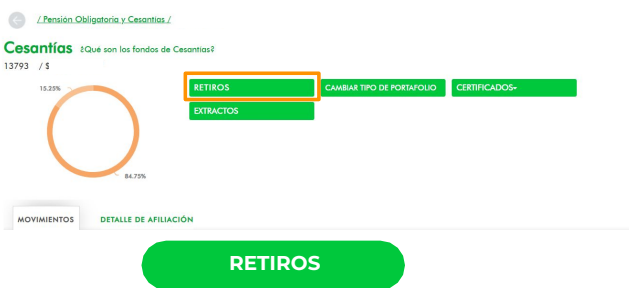 / Pensión Obligatoria y Cesantías /
Cesantías ¿Qué son los fondos de Cesantías?
13793 / $
RETIROS CAMBIAR TIPO DE PORTAFOLIO CERTIFICADOS
EXTRACTOS
15.25%
84.75%
MOVIMIENTOS DETALLE DE AFILIACIÓN
RETIROS